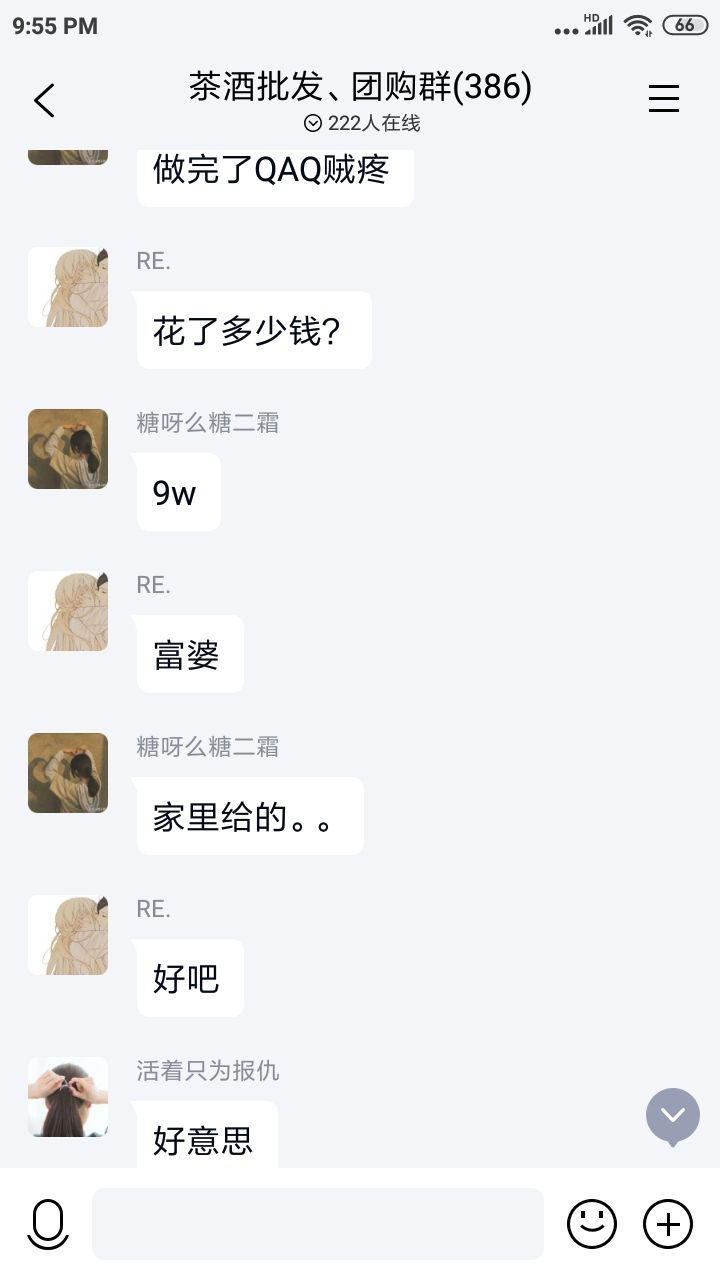 9:55 PM
HD
66
茶酒批发、团购群(386)
222人在线
做完了QAQ贼疼
RE.
花了多少钱?
糖呀么糖二霜
9w
RE.
富婆
糖呀么糖二霜
家里给的。。
RE.
好吧
活着只为报仇
好意思